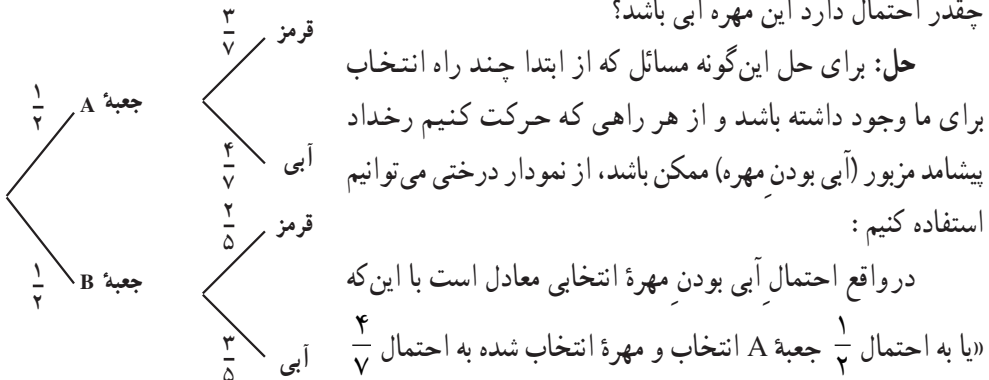 چقدر احتمال دارد این مهره آبی باشد؟
حل: برای حل این‌گونه مسائل که از ابتدا چند راه انتخاب
برای ما وجود داشته باشد و از هر راهی که حرکت کنیم رخداد
پیشامد مزبور (آبی بودنِ مهره) ممکن باشد، از نمودار درختی می‌توانیم
استفاده کنیم :
در واقع احتمالِ آبی بودنِ مهرهٔ انتخابی معادل است با این‌که
«یا به احتمال ۱/۲ جعبهٔ A انتخاب و مهرهٔ انتخاب شده به احتمال ۴/۷
۱/۲ جعبهٔ A
۳/۷ قرمز
۴/۷ آبی
۱/۲ جعبهٔ B
۲/۵ قرمز
۳/۵ آبی